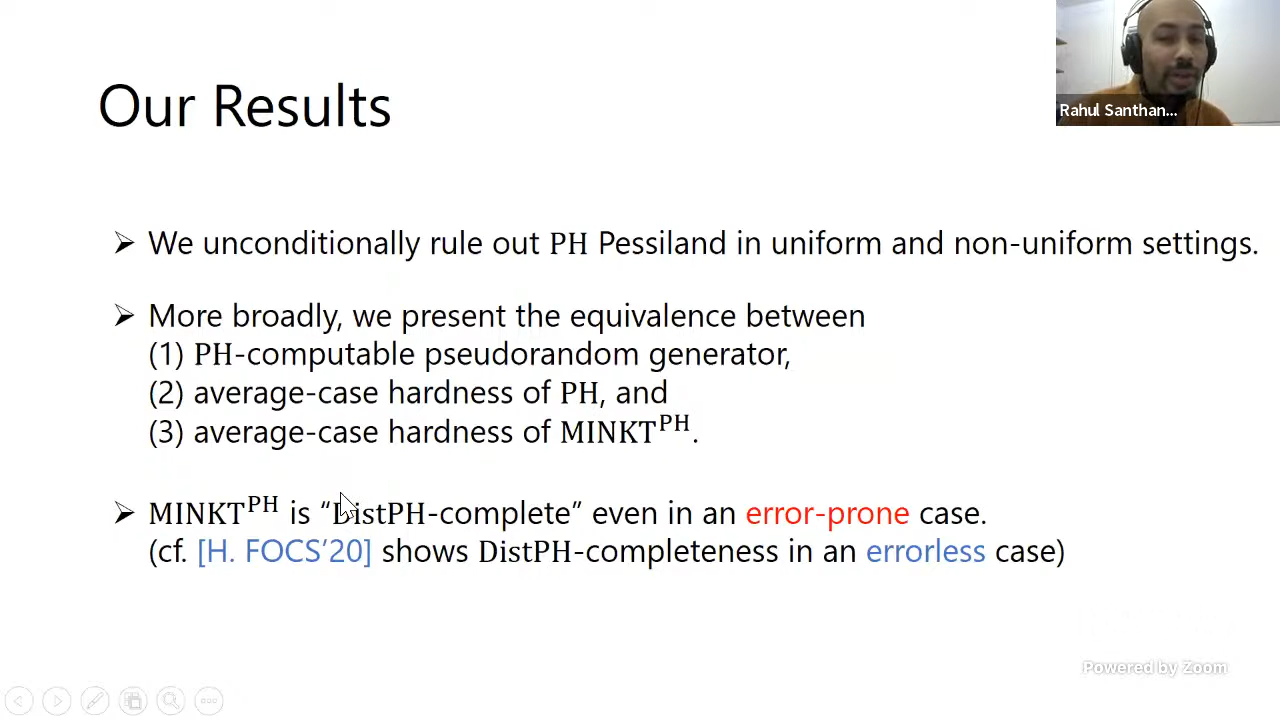 Our Results
Rahul Santhan...
➢ We unconditionally rule out PH Pessiland in uniform and non-uniform settings.
➢ More broadly, we present the equivalence between
(1) PH-computable pseudorandom generator,
(2) average-case hardness of PH, and
(3) average-case hardness of MINKT^PH.
➢ MINKT^PH is “DistPH-complete” even in an error-prone case.
(cf. [H. FOCS’20] shows DistPH-completeness in an errorless case)
Powered by Zoom